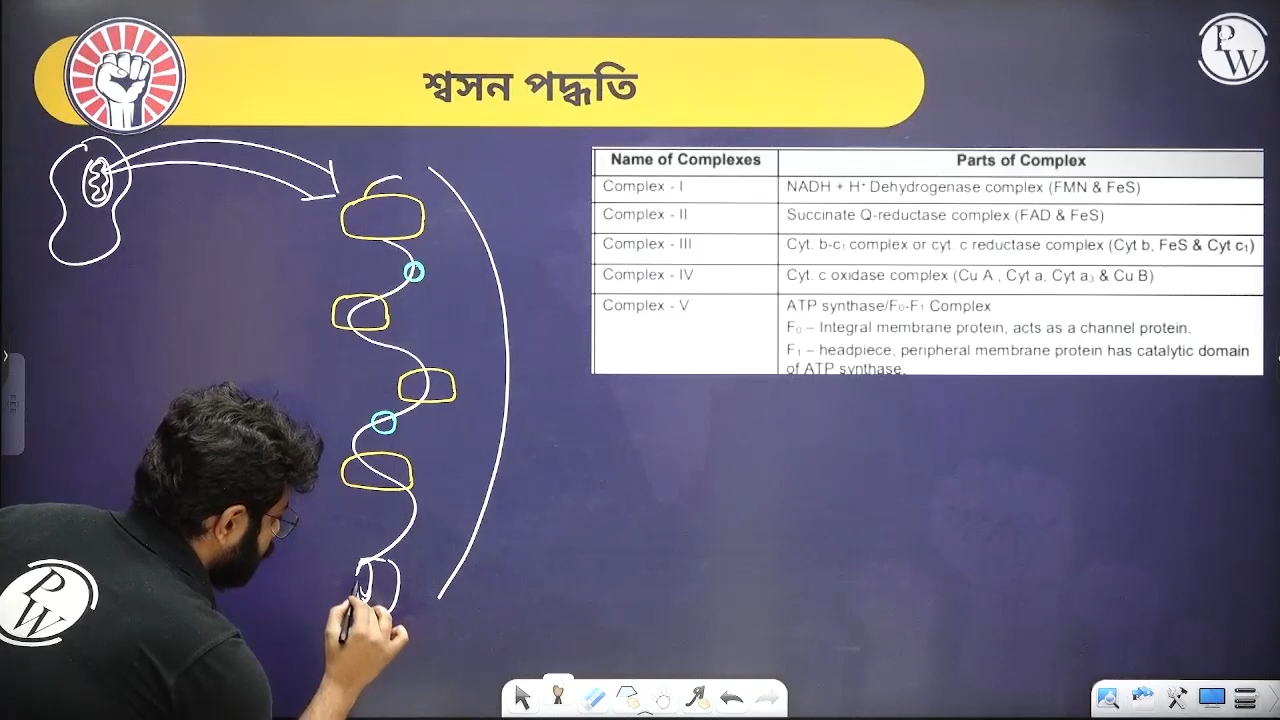 শ্বসন পদ্ধতি
PW
Name of Complexes Parts of Complex
Complex - I NADH + H⁺ Dehydrogenase complex (FMN & FeS)
Complex - II Succinate Q-reductase complex (FAD & FeS)
Complex - III Cyt. b-c₁ complex or cyt. c reductase complex (Cyt b, FeS & Cyt c₁)
Complex - IV Cyt. c oxidase complex (Cu A , Cyt a, Cyt a₃ & Cu B)
Complex - V ATP synthase/F₀-F₁ Complex
F₀ – Integral membrane protein, acts as a channel protein.
F₁ – headpiece, peripheral membrane protein has catalytic domain
of ATP synthase.
PW